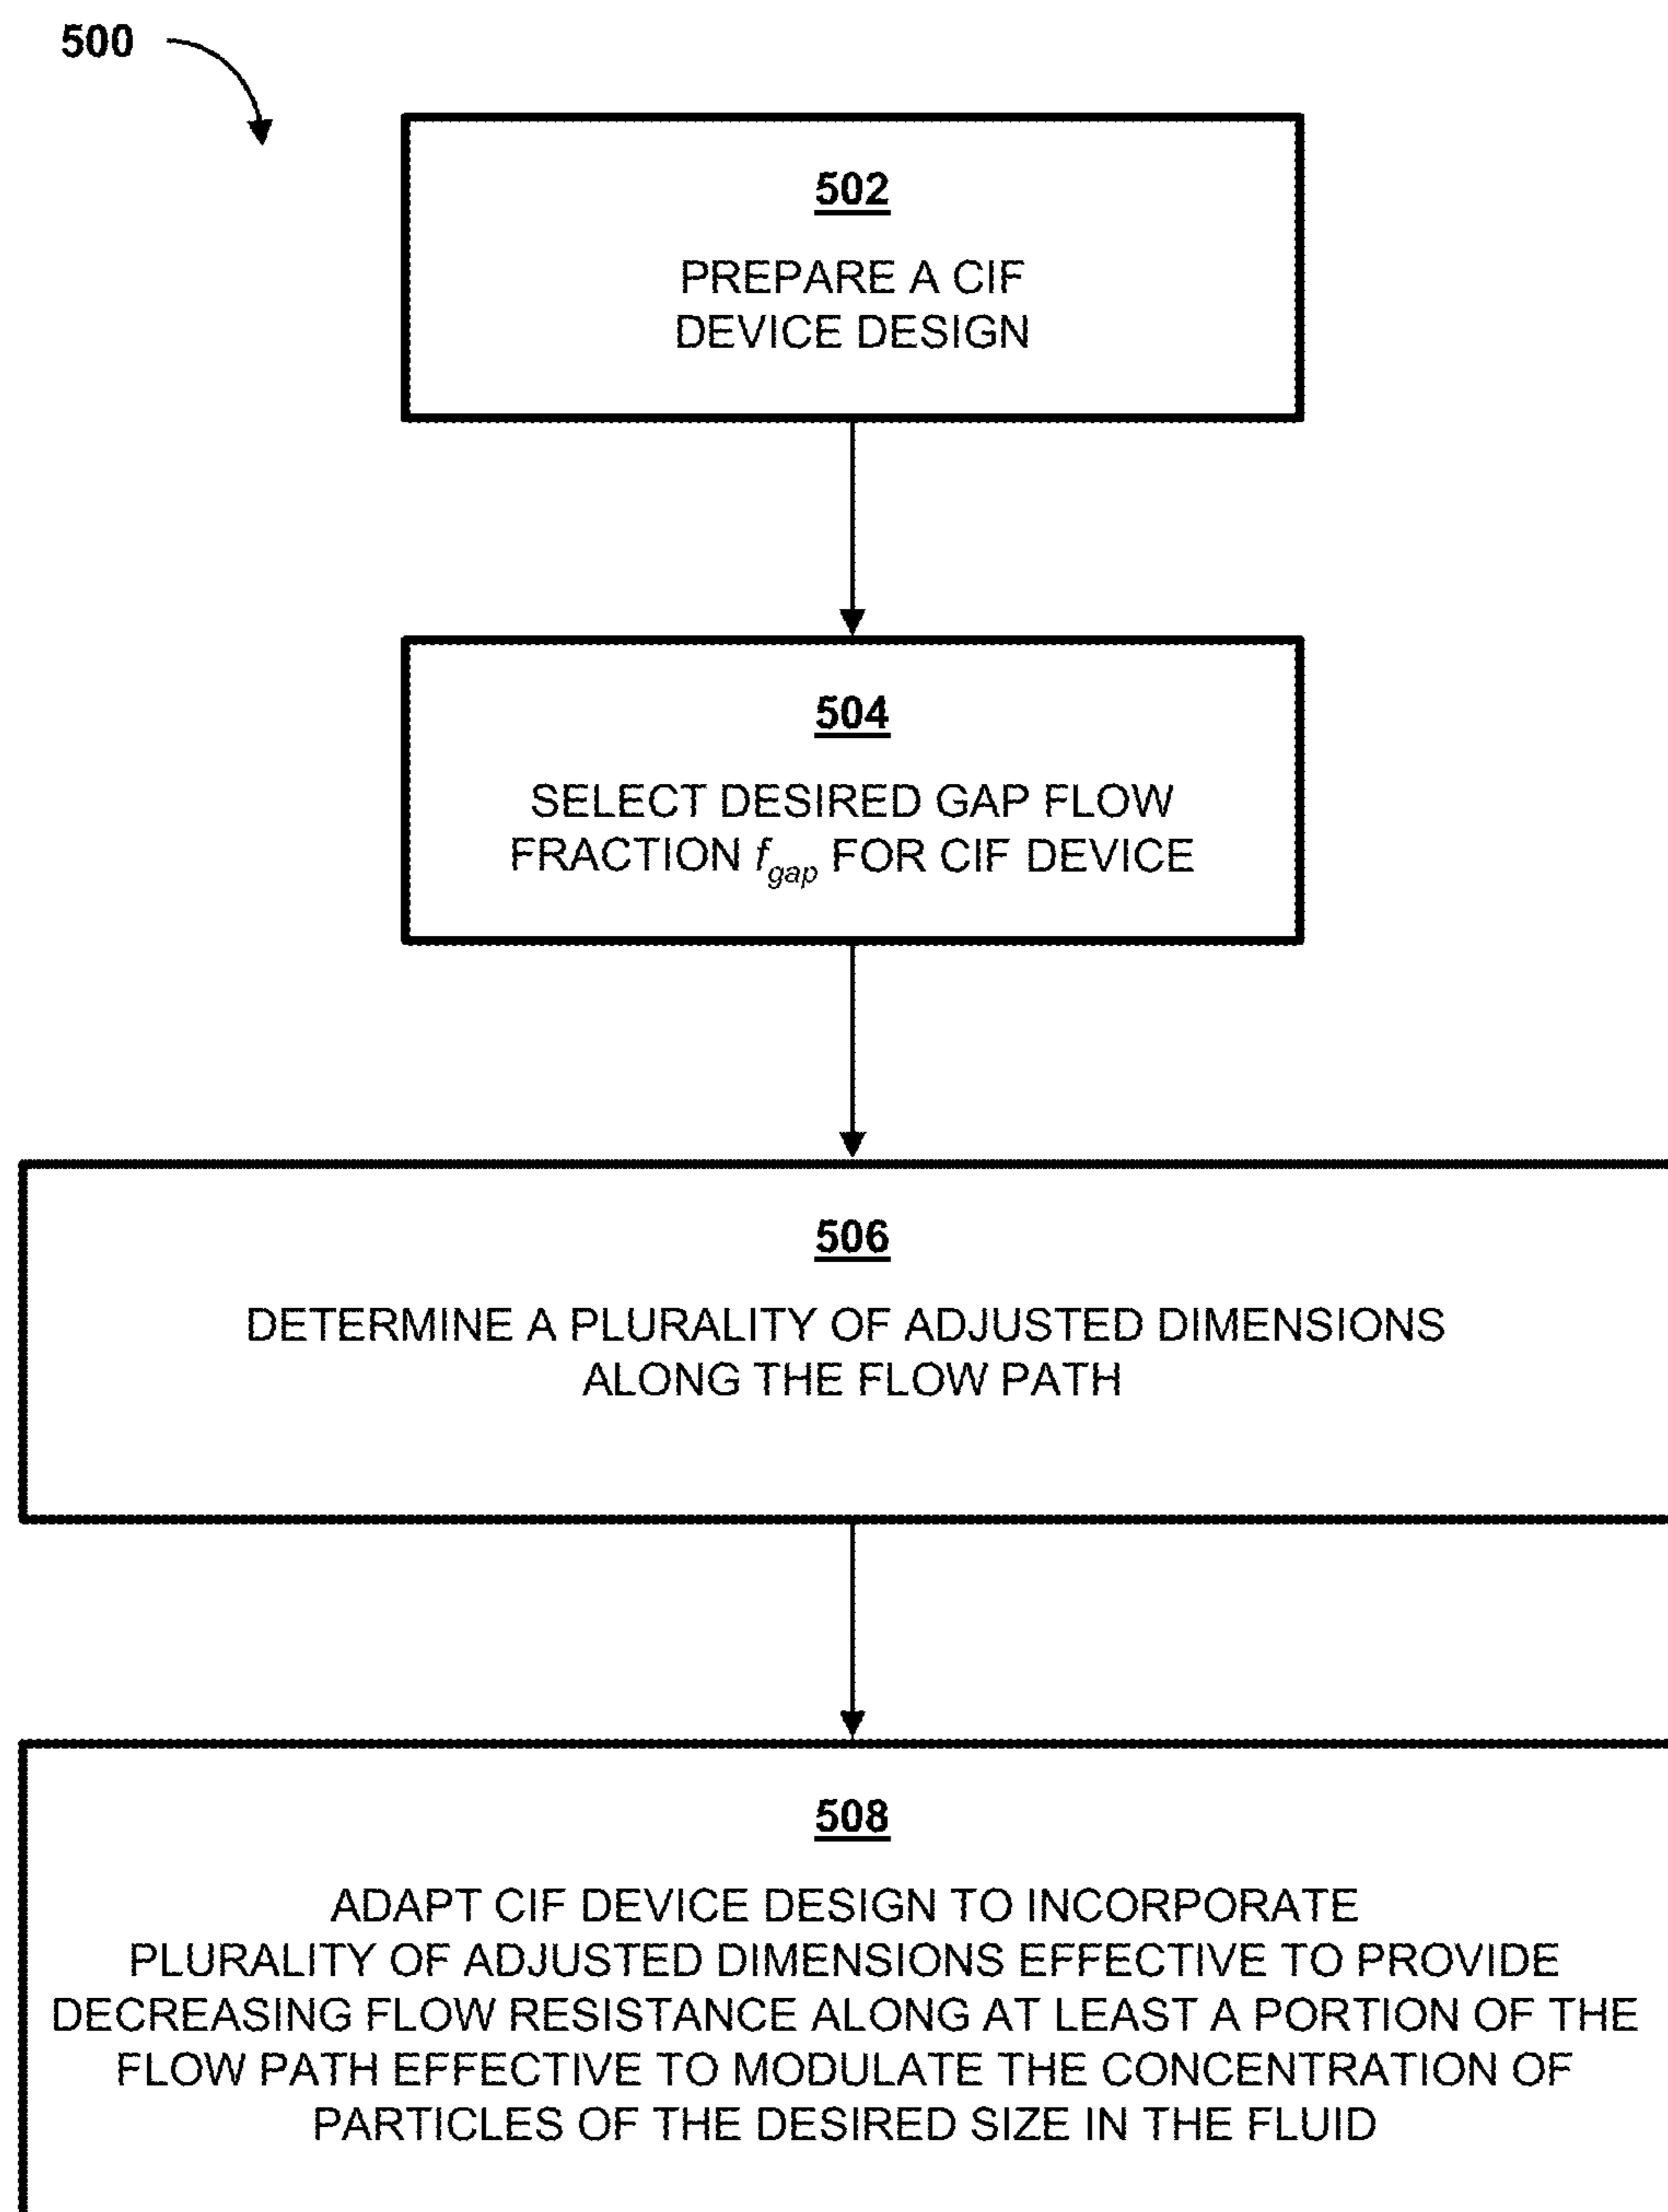 500
502
PREPARE A CIF
DEVICE DESIGN
504
SELECT DESIRED GAP FLOW
FRACTION f_gap FOR CIF DEVICE
506
DETERMINE A PLURALITY OF ADJUSTED DIMENSIONS
ALONG THE FLOW PATH
508
ADAPT CIF DEVICE DESIGN TO INCORPORATE
PLURALITY OF ADJUSTED DIMENSIONS EFFECTIVE TO PROVIDE
DECREASING FLOW RESISTANCE ALONG AT LEAST A PORTION OF THE
FLOW PATH EFFECTIVE TO MODULATE THE CONCENTRATION OF
PARTICLES OF THE DESIRED SIZE IN THE FLUID